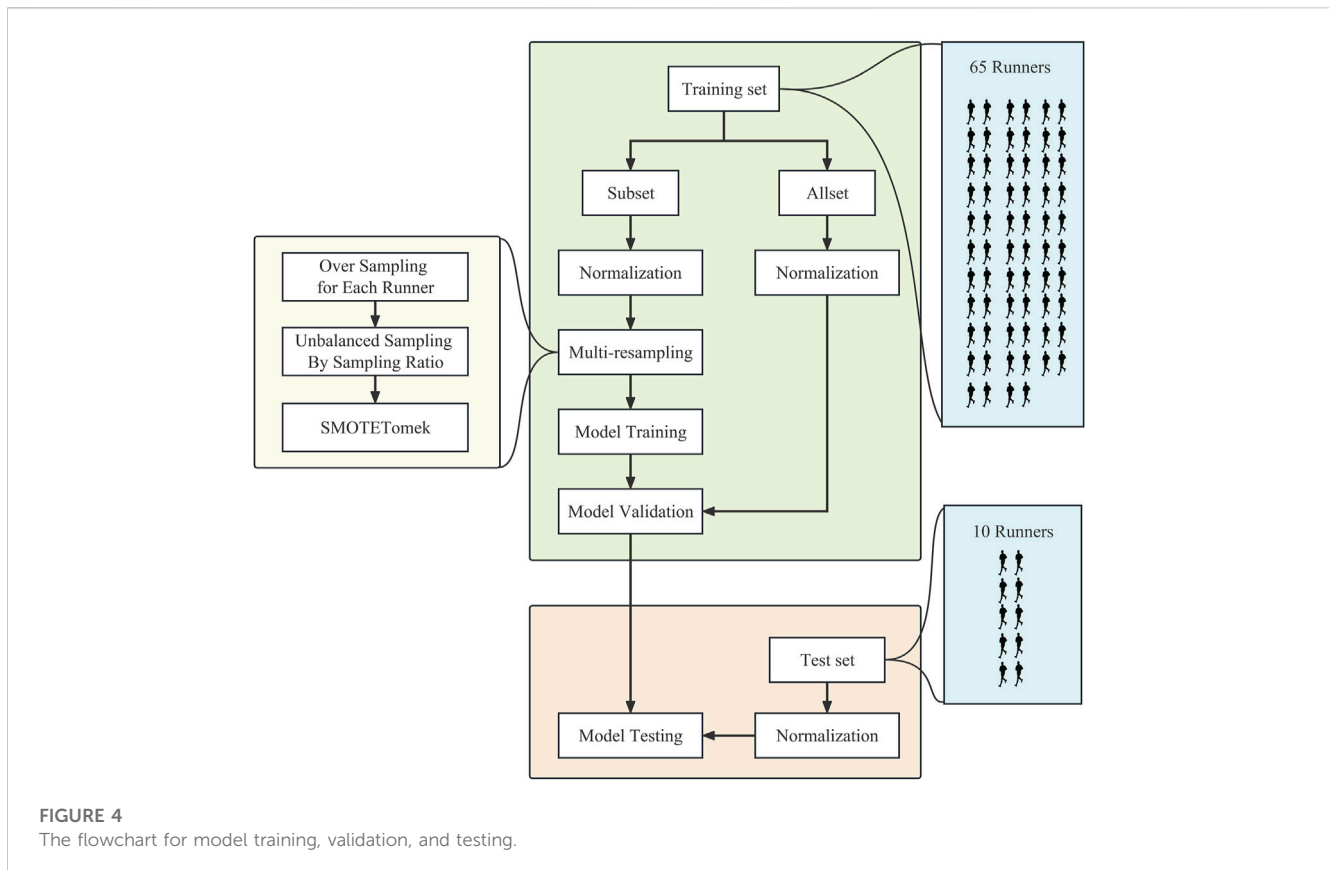 65 Runners
Training set
Subset
Allset
Normalization
Normalization
Over Sampling
for Each Runner
Unbalanced Sampling
By Sampling Ratio
SMOTETomek
Multi-resampling
Model Training
Model Validation
10 Runners
Test set
Model Testing
Normalization
FIGURE 4
The flowchart for model training, validation, and testing.